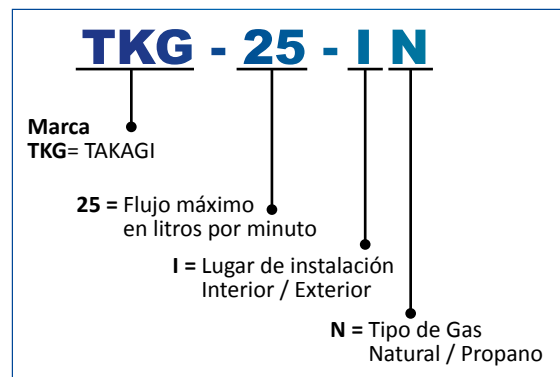 TKG - 25 - I N
Marca
TKG= TAKAGI
25 = Flujo máximo
en litros por minuto
I = Lugar de instalación
Interior / Exterior
N = Tipo de Gas
Natural / Propano